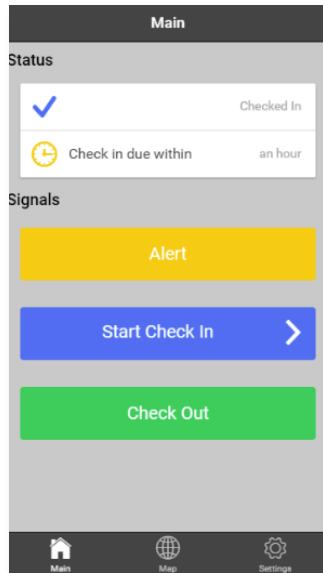 Main
Status
Checked In
Check in due within an hour
Signals
Alert
Start Check In
Check Out
Main Map Settings